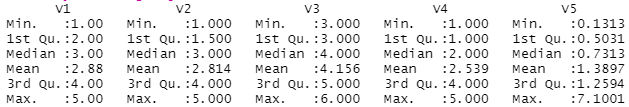 V1 V2 V3 V4 V5
Min. :1.00 Min. :1.000 Min. :3.000 Min. :1.000 Min. :0.1313
1st Qu.:2.00 1st Qu.:1.500 1st Qu.:3.000 1st Qu.:1.000 1st Qu.:0.5031
Median :3.00 Median :3.000 Median :4.000 Median :2.000 Median :0.7313
Mean :2.88 Mean :2.814 Mean :4.156 Mean :2.539 Mean :1.3897
3rd Qu.:4.00 3rd Qu.:4.000 3rd Qu.:5.000 3rd Qu.:4.000 3rd Qu.:1.2594
Max. :5.00 Max. :5.000 Max. :6.000 Max. :5.000 Max. :7.1001